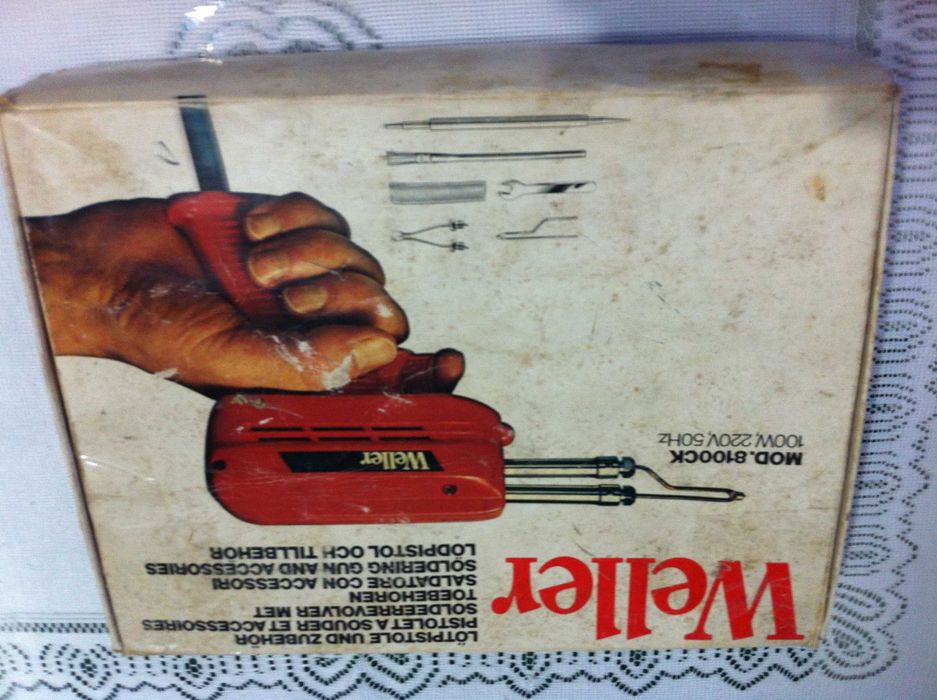 Weller
LÖTPISTOLE UND ZUBEHÖR
PISTOLET A SOUDER ET ACCESSOIRES
SOLDEERREVOLVER MET
TOEBEHOREN
SALDATORE CON ACCESSORI
SOLDERING GUN AND ACCESSORIES
LODPISTOL OCH TILLBEHÖR
MOD.8100CK
100W, 220V, 50Hz
Weller